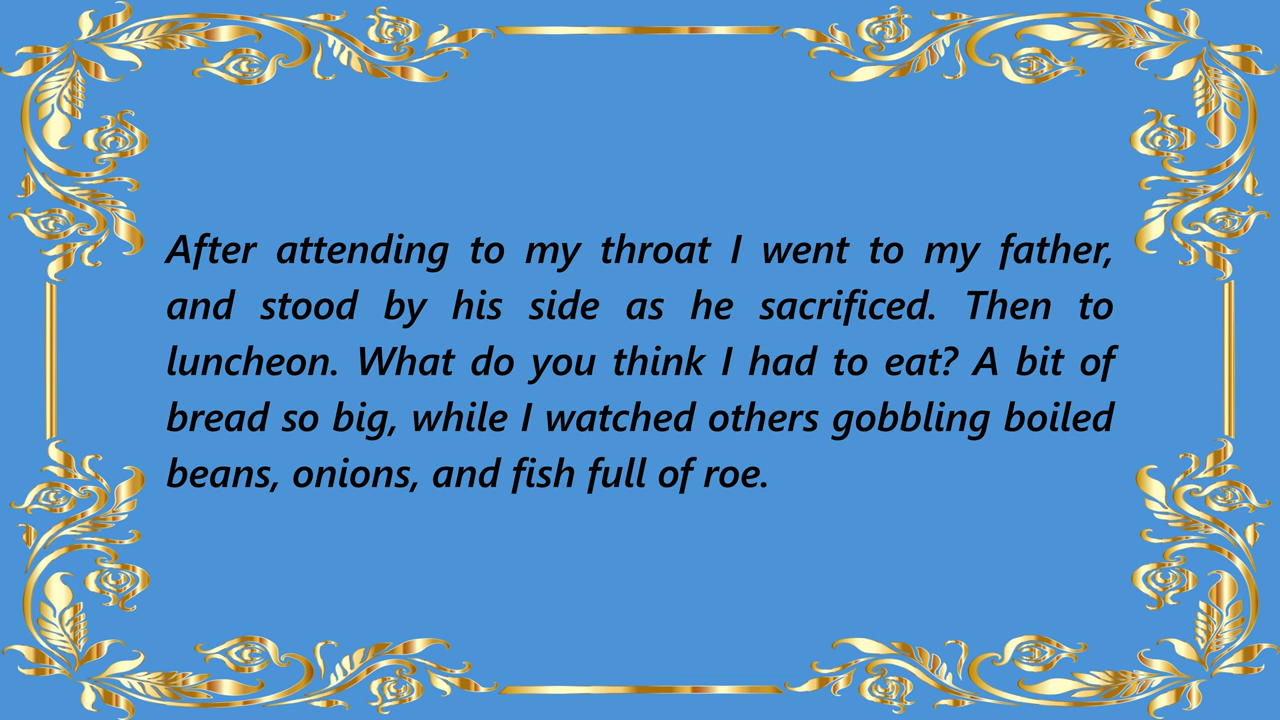 After attending to my throat I went to my father,
and stood by his side as he sacrificed. Then to
luncheon. What do you think I had to eat? A bit of
bread so big, while I watched others gobbling boiled
beans, onions, and fish full of roe.